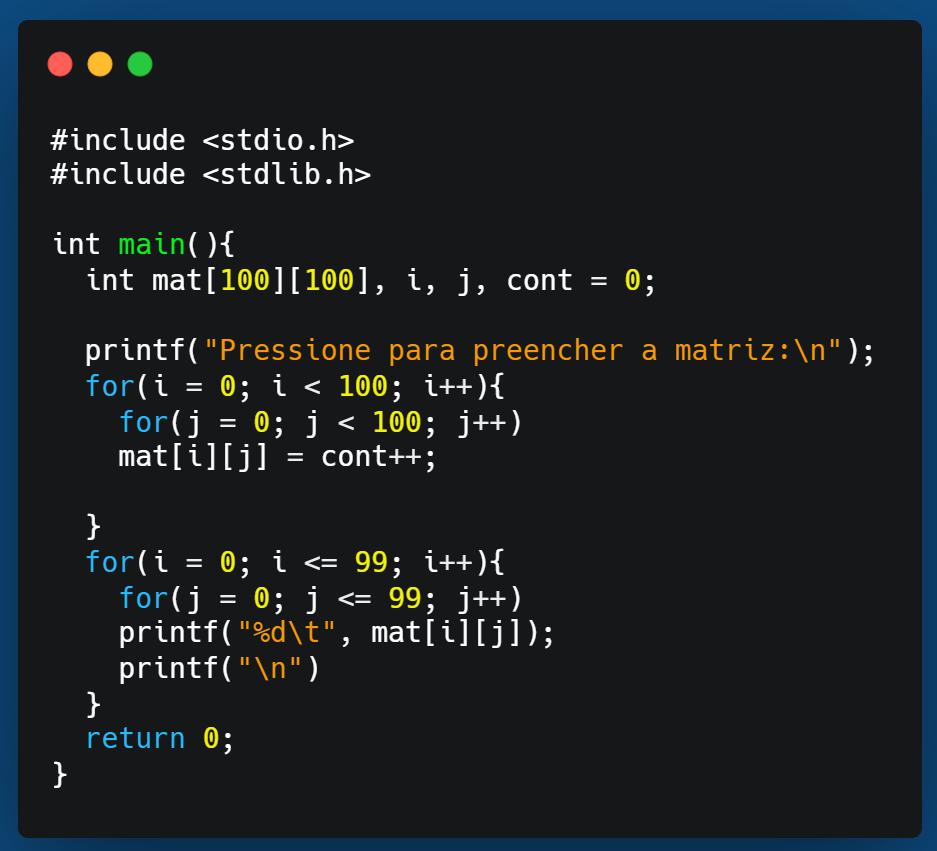 #include <stdio.h>
#include <stdlib.h>

int main(){
  int mat[100][100], i, j, cont = 0;

  printf("Pressione para preencher a matriz:\n");
  for(i = 0; i < 100; i++){
    for(j = 0; j < 100; j++)
    mat[i][j] = cont++;

  }
  for(i = 0; i <= 99; i++){
    for(j = 0; j <= 99; j++)
    printf("%d\t", mat[i][j]);
    printf("\n")
  }
  return 0;
}